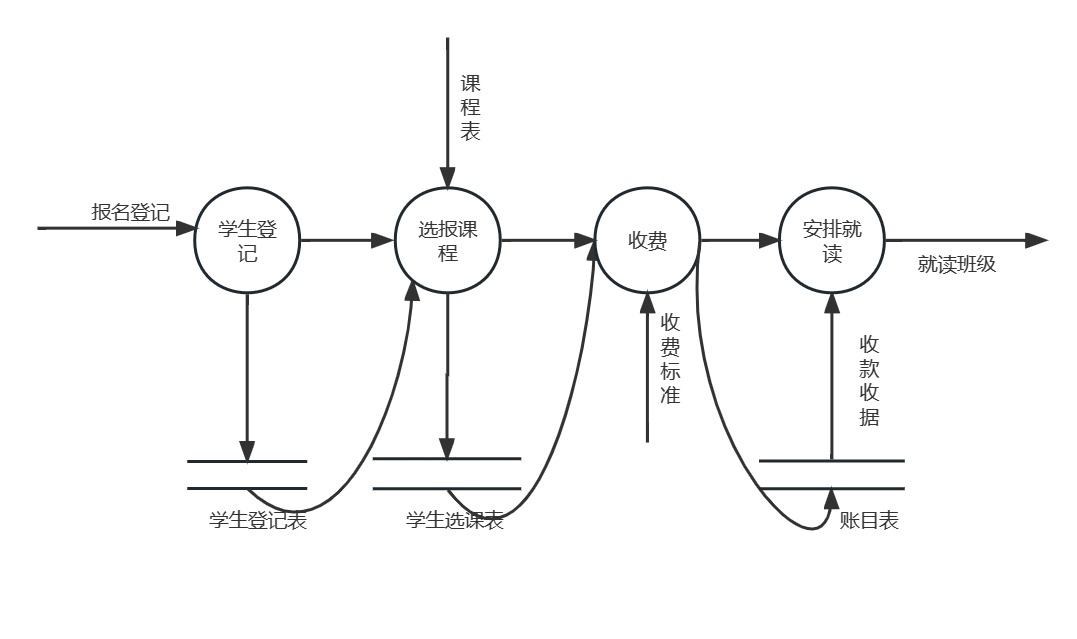 课
程
表
报名登记
学生登
记
选报课
程
收费
安排就
读
就读班级
收
费
标
准
收
款
收
据
学生登记表
学生选课表
账目表